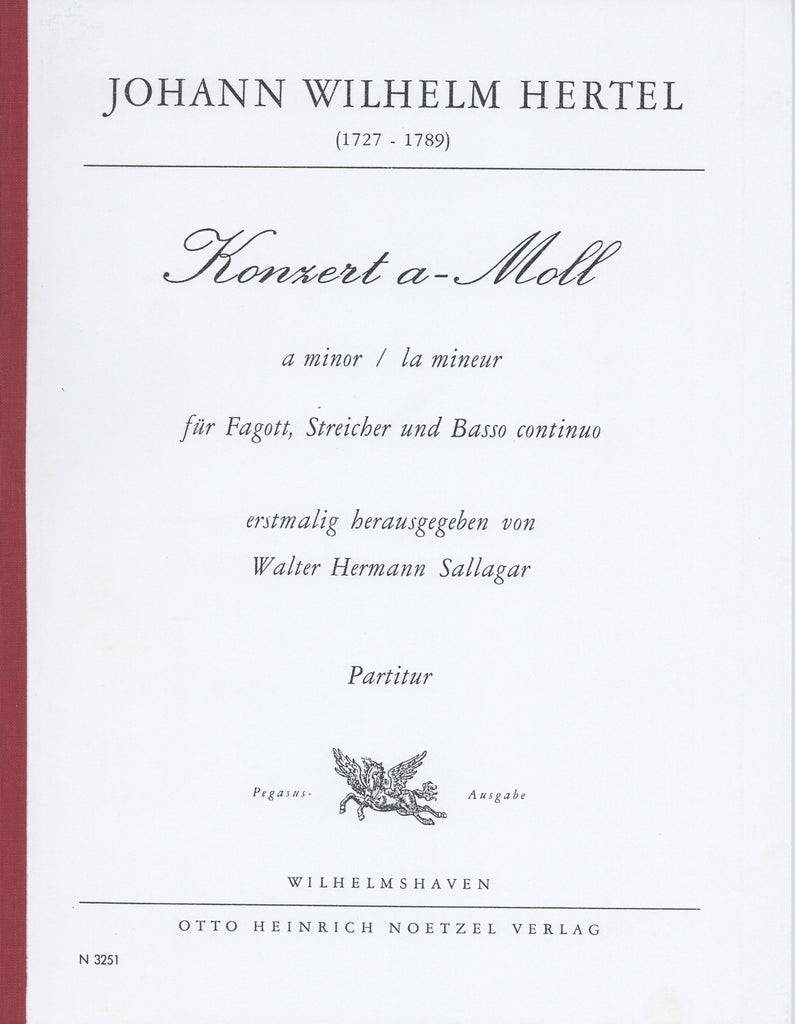 JOHANN WILHELM HERTEL
(1727 - 1789)
Konzert a-Moll
a minor / la mineur
für Fagott, Streicher und Basso continuo
erstmalig herausgegeben von
Walter Hermann Sallagar
Partitur
Pegasus- Ausgabe
WILHELMSHAVEN
OTTO HEINRICH NOETZEL VERLAG
N 3251